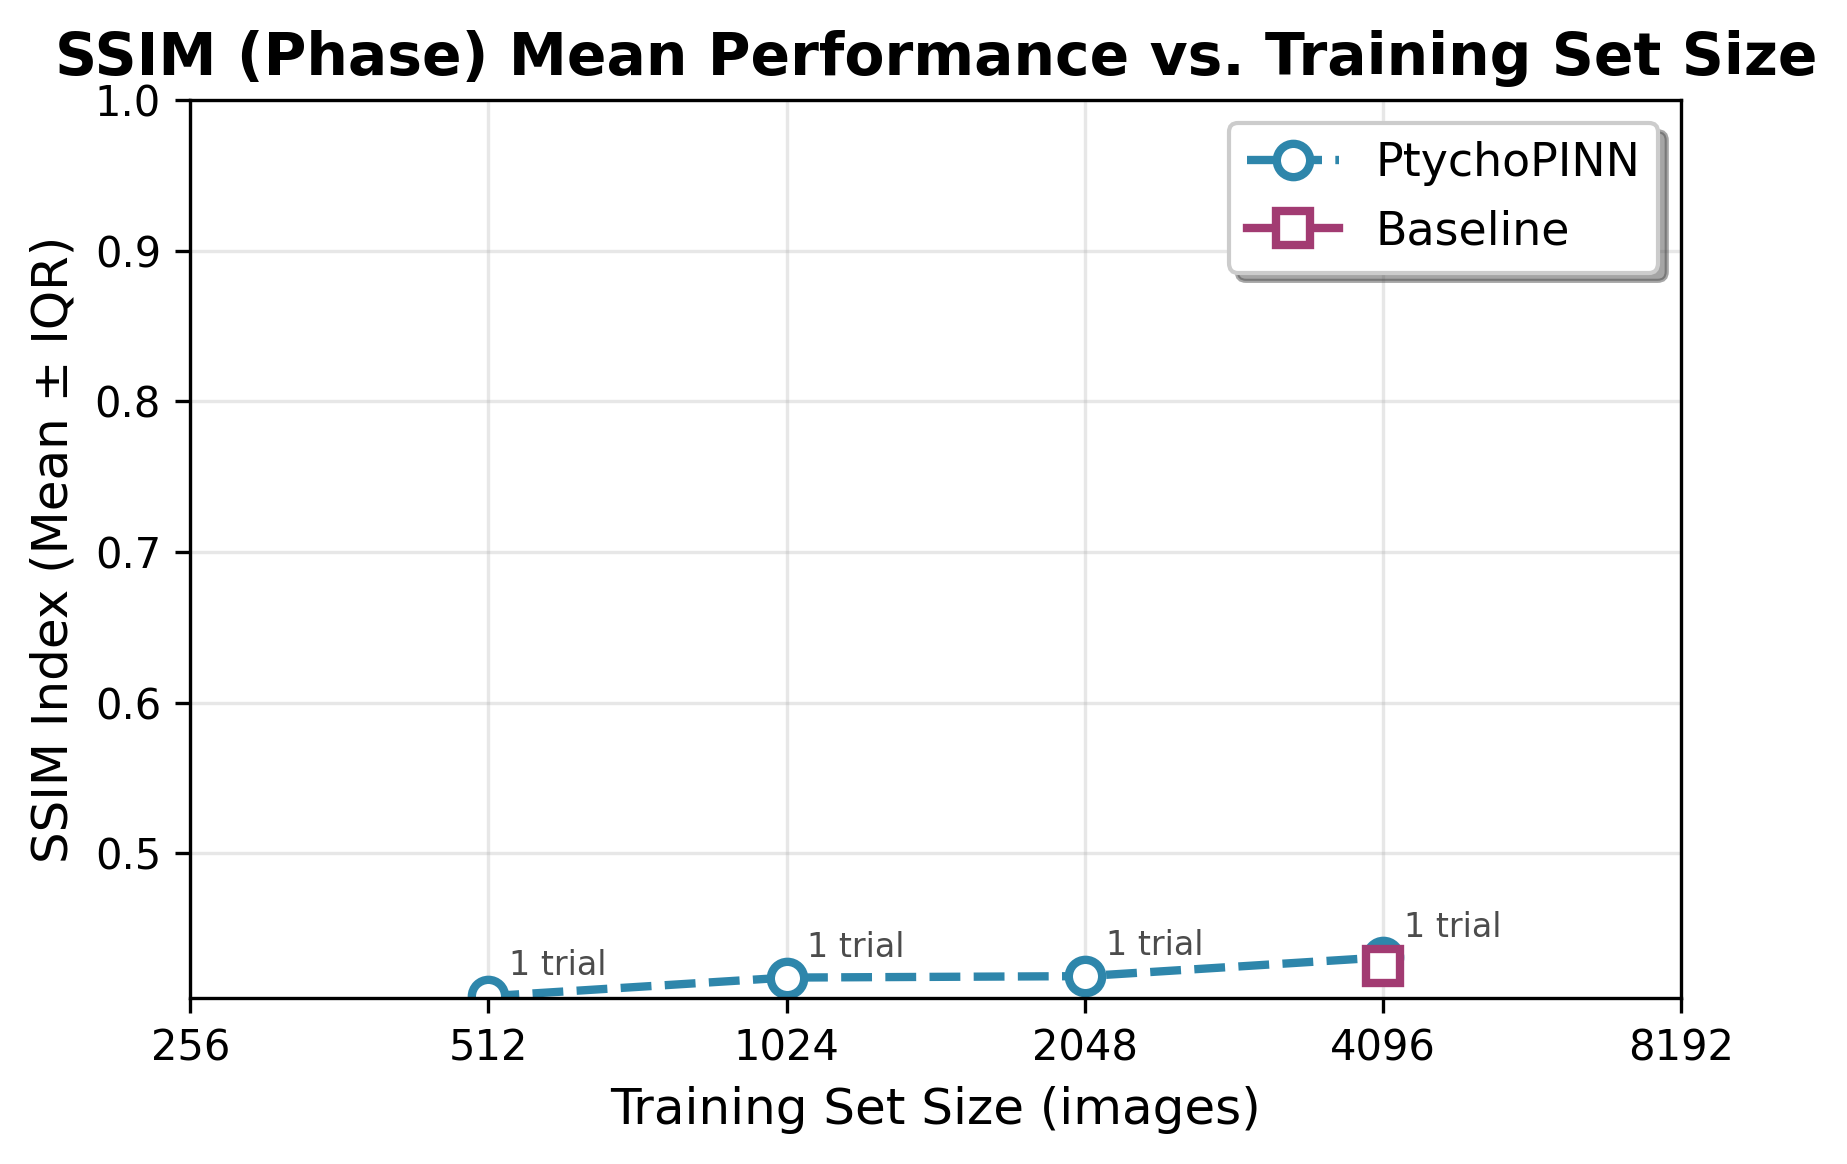 SSIM (Phase) Mean Performance vs. Training Set Size
SSIM Index (Mean ± IQR)
1.0
0.9
0.8
0.7
0.6
0.5
PtychoPINN
Baseline
1 trial
1 trial
1 trial
1 trial
256
512
1024
2048
4096
8192
Training Set Size (images)